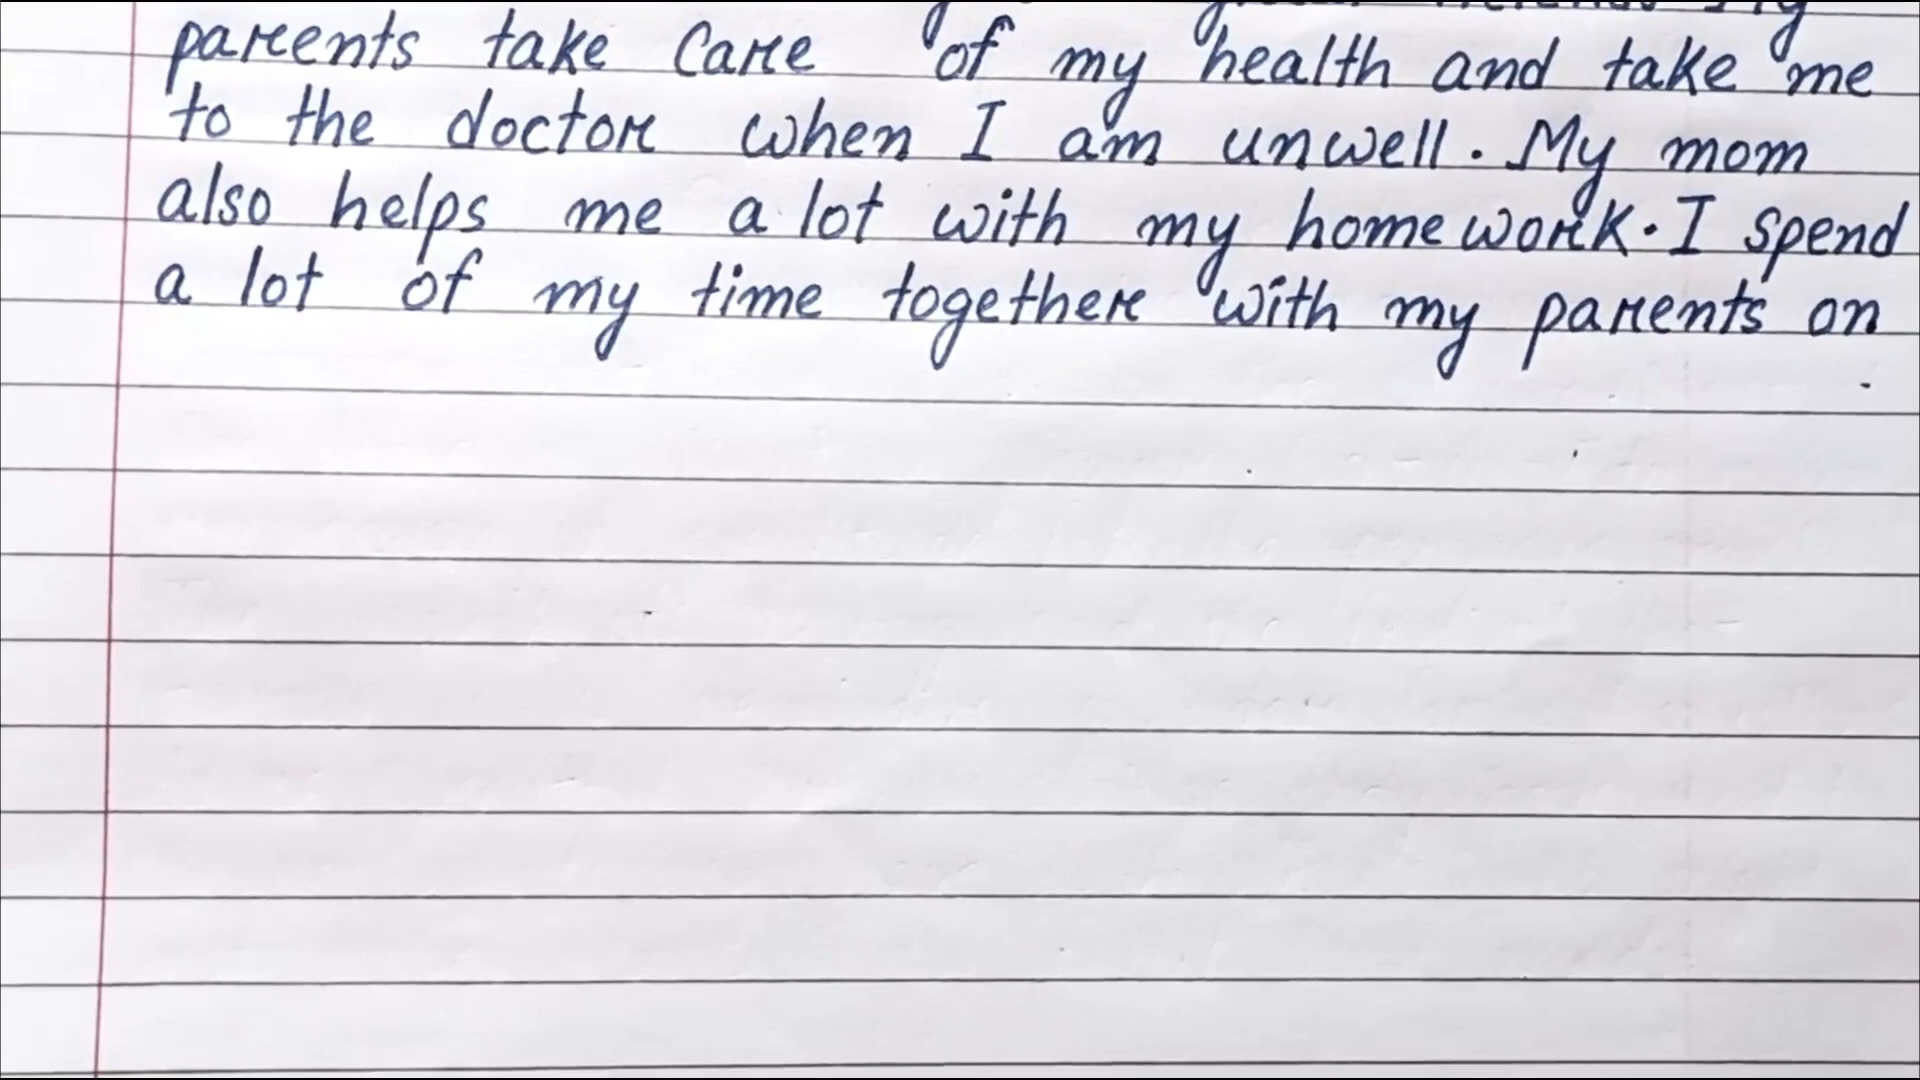 parents take Care of my health and take me
to the doctor when I am unwell. My mom
also helps me a lot with my homework. I spend
a lot of my time together with my parents on